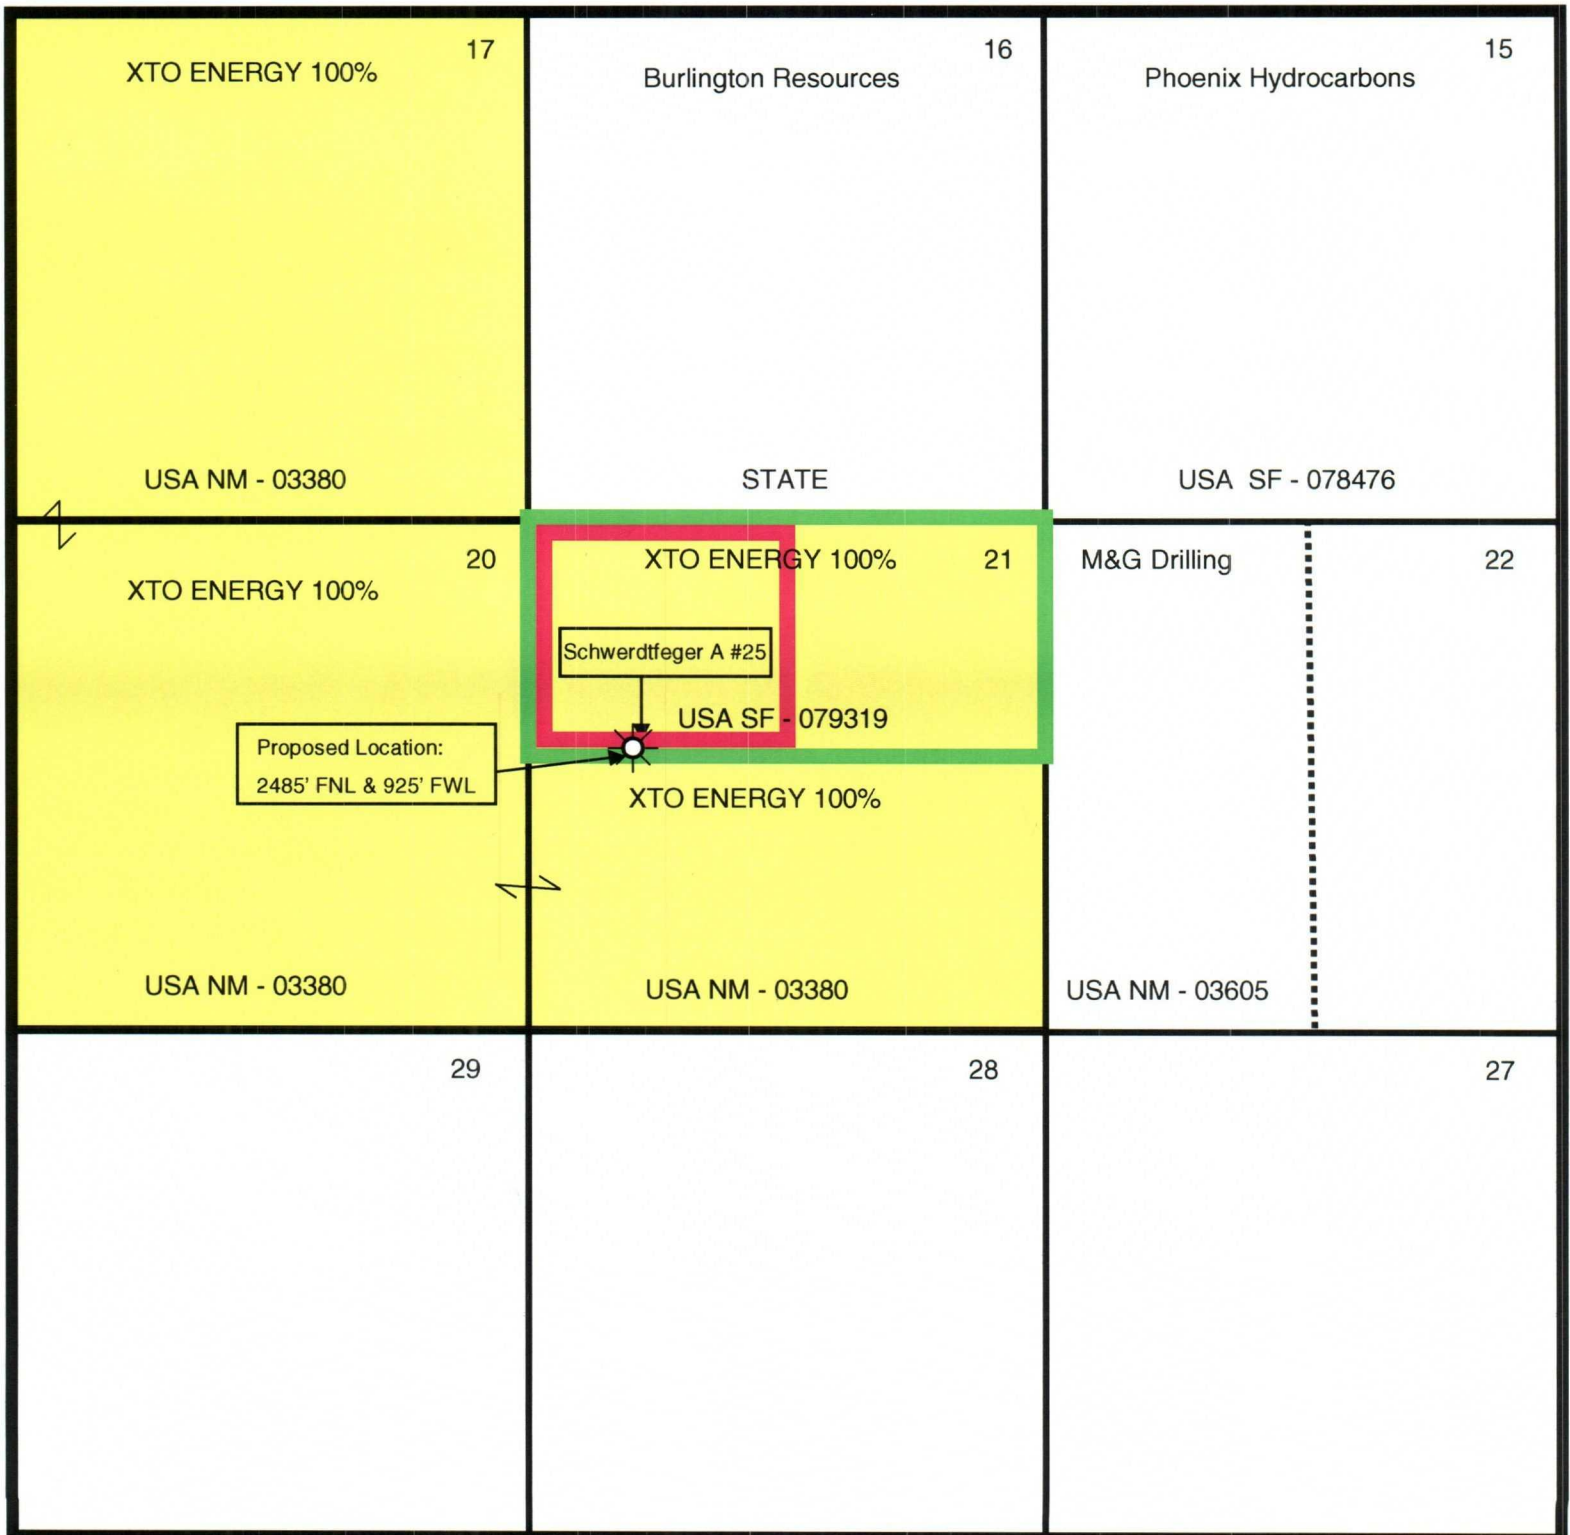 17
XTO ENERGY 100%
USA NM - 03380
16
Burlington Resources
STATE
15
Phoenix Hydrocarbons
USA SF - 078476
20
XTO ENERGY 100%
Proposed Location:
2485' FNL & 925' FWL
USA NM - 03380
XTO ENERGY 100%
21
Schwerdtfeger A #25
USA SF - 079319
XTO ENERGY 100%
USA NM - 03380
M&G Drilling
22
USA NM - 03605
29
28
27